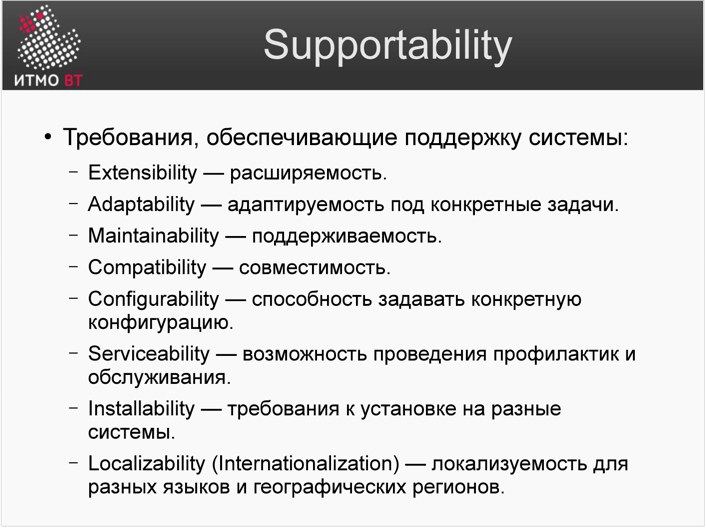 ИТМО ВТ
Supportability
• Требования, обеспечивающие поддержку системы:
– Extensibility — расширяемость.
– Adaptability — адаптируемость под конкретные задачи.
– Maintainability — поддерживаемость.
– Compatibility — совместимость.
– Configurability — способность задавать конкретную
конфигурацию.
– Serviceability — возможность проведения профилактик и
обслуживания.
– Installability — требования к установке на разные
системы.
– Localizability (Internationalization) — локализуемость для
разных языков и географических регионов.